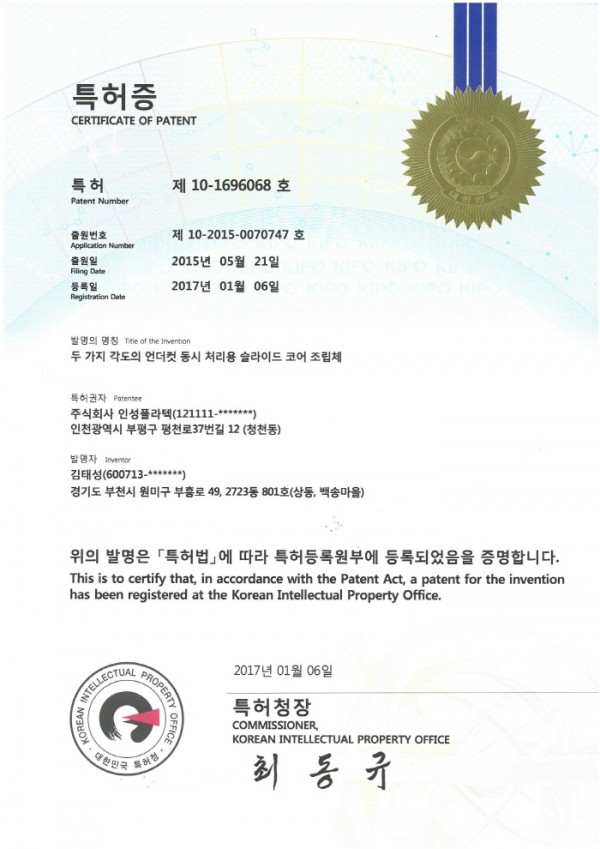 특허증
CERTIFICATE OF PATENT
대한민국
특허 제 10-1696068 호
Patent Number
출원번호 제 10-2015-0070747 호
Application Number
출원일 2015년 05월 21일
Filing Date
등록일 2017년 01월 06일
Registration Date
발명의 명칭 Title of the Invention
두 가지 각도의 언더컷 동시 처리용 슬라이드 코어 조립체
특허권자 Patentee
주식회사 인성플라텍(121111-*******)
인천광역시 부평구 평천로37번길 12 (청천동)
발명자 Inventor
김태성(600713-*******)
경기도 부천시 원미구 부흥로 49, 2723동 801호(상동, 백송마을)
위의 발명은 「특허법」에 따라 특허등록원부에 등록되었음을 증명합니다.
This is to certify that, in accordance with the Patent Act, a patent for the invention
has been registered at the Korean Intellectual Property Office.
2017년 01월 06일
특허청장
COMMISSIONER,
KOREAN INTELLECTUAL PROPERTY OFFICE
최동규
KOREAN INTELLECTUAL PROPERTY OFFICE
대한민국 특허청